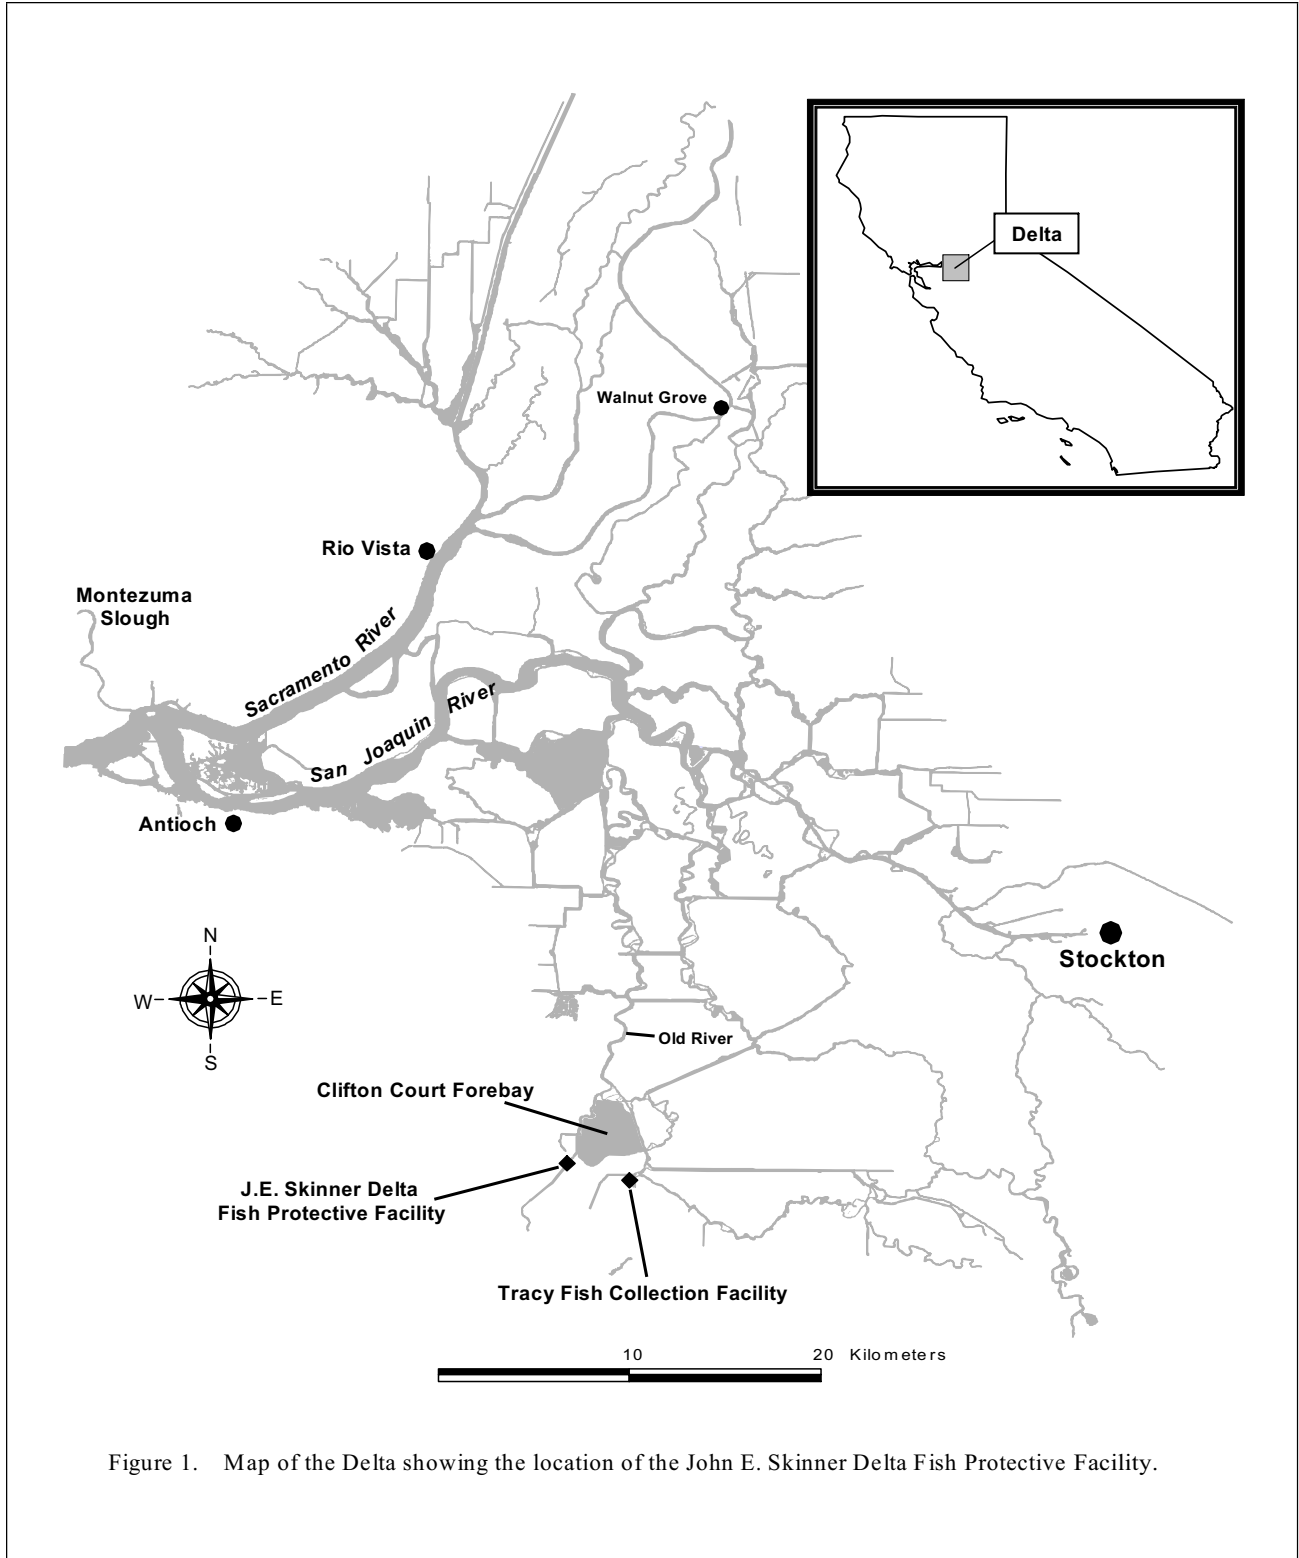 Delta
Walnut Grove
Rio Vista
Montezuma
Slough
Sacramento River
San Joaquin River
Antioch
N
W
E
S
Stockton
Old River
Clifton Court Forebay
J.E. Skinner Delta
Fish Protective Facility
Tracy Fish Collection Facility
10 20 Kilometers
Figure 1. Map of the Delta showing the location of the John E. Skinner Delta Fish Protective Facility.